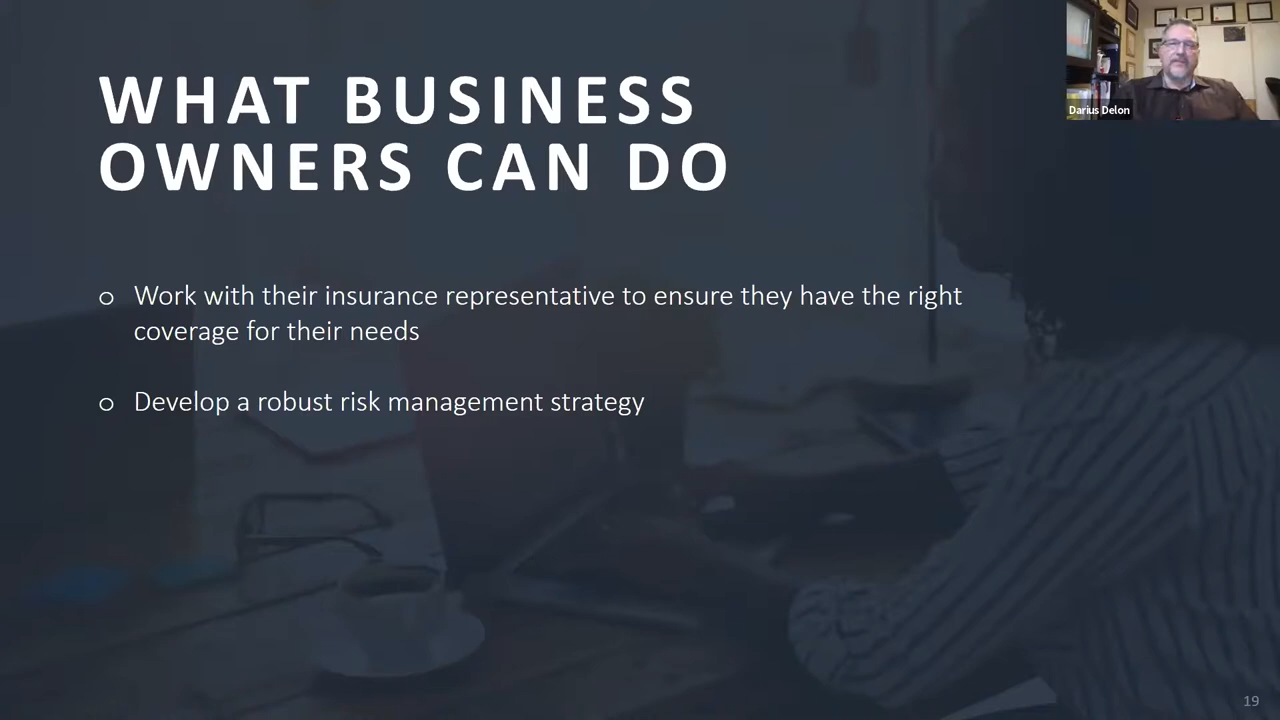 WHAT BUSINESS
OWNERS CAN DO
Darius Delon
o Work with their insurance representative to ensure they have the right
coverage for their needs
o Develop a robust risk management strategy
19